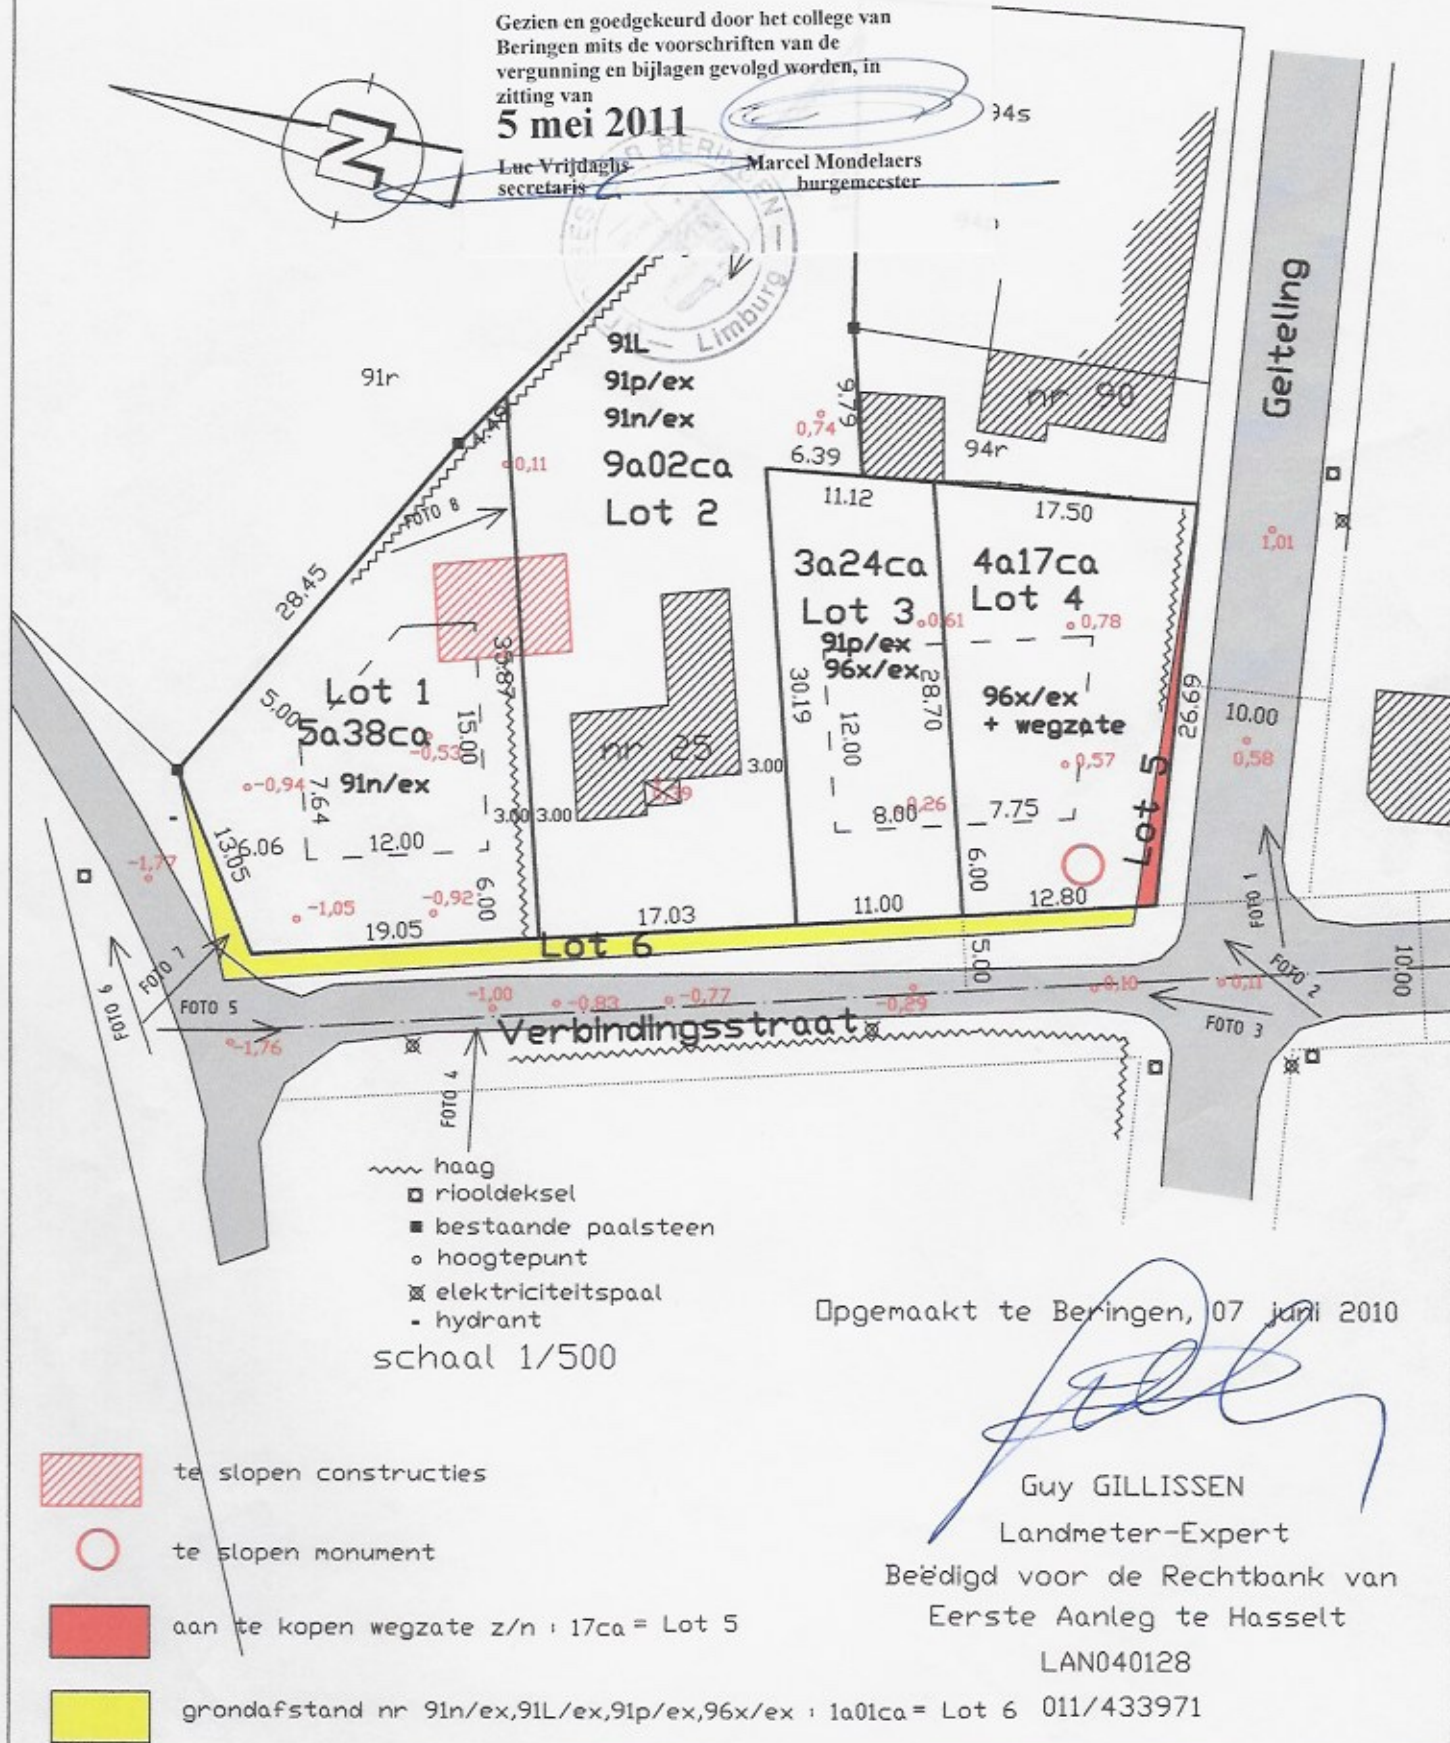 Gezien en goedgekeurd door het college van
Beringen mits de voorschriften van de
vergunning en bijlagen gevolgd worden, in
zitting van
5 mei 2011
Luc Vrijdaghs
secretaris
Marcel Mondelaers
burgemeester
BERINGEN
Limburg
N
94s
Gelteling
91r
91L
91p/ex
91n/ex
9a02ca
Lot 2
9.79
0,74
6.39
nr 90
94r
4.48
0,11
FOTO 8
11.12
17.50
1,01
28.45
3a24ca
Lot 3
91p/ex
96x/ex
0,61
4a17ca
Lot 4
0,78
96x/ex
+ wegzate
0,57
5.00
Lot 1
5a38ca
91n/ex
-0,53
15.00
35.87
nr 25
3.00
30.19
12.00
28.70
26.69
10.00
0,58
Lot 5
-0,94
7.64
3.00
3.00
0,39
8.00
0,26
7.75
13.05
6.06
12.00
6.00
6.00
-1,77
-1,05
-0,92
19.05
17.03
11.00
12.80
Lot 6
5.00
10.00
FOTO 1
FOTO 2
FOTO 3
FOTO 7
FOTO 6
FOTO 5
-1,00
-0,83
-0,77
-0,29
-0,10
-0,11
-1,76
Verbindingsstraat
FOTO 4
haag
riooldeksel
bestaande paalsteen
hoogtepunt
elektriciteitspaal
hydrant
schaal 1/500
Opgemaakt te Beringen, 07 juni 2010
Guy GILLISSEN
Landmeter-Expert
Beëdigd voor de Rechtbank van
Eerste Aanleg te Hasselt
LAN040128
011/433971
te slopen constructies
te slopen monument
aan te kopen wegzate z/n : 17ca = Lot 5
grondafstand nr 91n/ex,91L/ex,91p/ex,96x/ex : 1a01ca = Lot 6